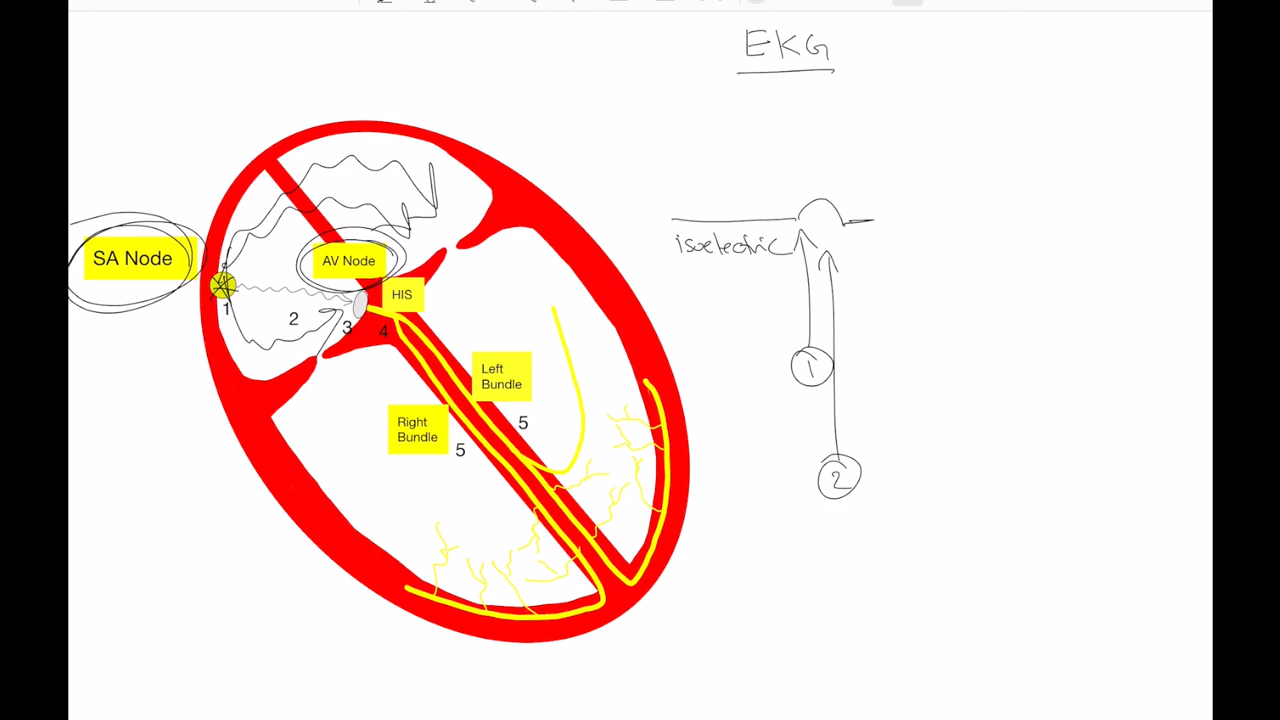 EKG
SA Node
AV Node
HIS
1
2
3
4
Left
Bundle
Right
Bundle
5
5
isoelectric
1
2